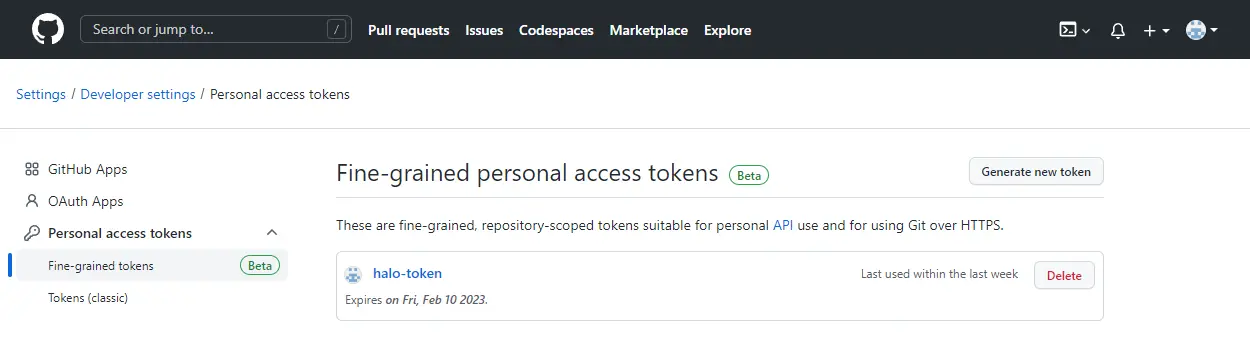 Search or jump to... /
Pull requests Issues Codespaces Marketplace Explore
Settings / Developer settings / Personal access tokens
GitHub Apps
OAuth Apps
Personal access tokens
Fine-grained tokens Beta
Tokens (classic)
Fine-grained personal access tokens Beta
Generate new token
These are fine-grained, repository-scoped tokens suitable for personal API use and for using Git over HTTPS.
halo-token
Last used within the last week
Delete
Expires on Fri, Feb 10 2023.